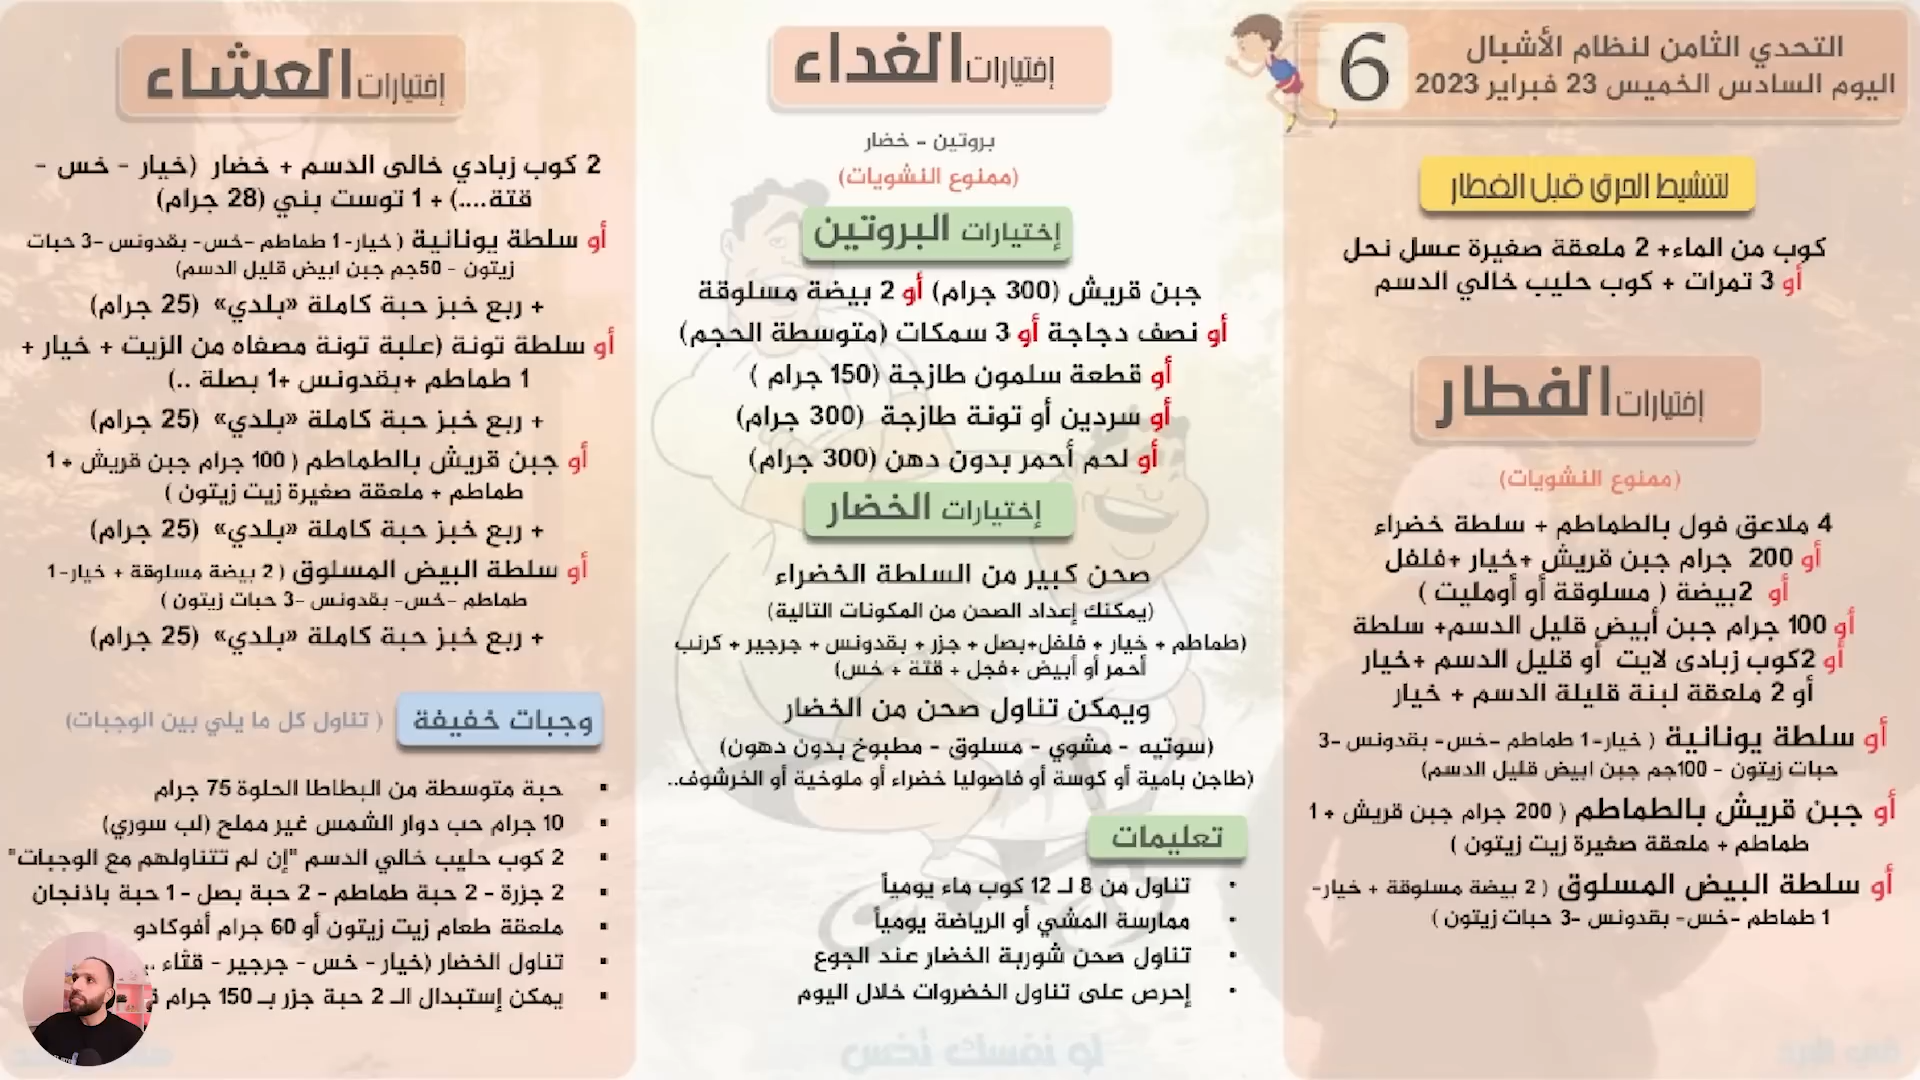 التحدي الثامن لنظام الأشبال
اليوم السادس الخميس 23 فبراير 2023
6
لتنشيط الحرق قبل الفطار
كوب من الماء+ 2 ملعقة صغيرة عسل نحل
أو 3 تمرات + كوب حليب خالي الدسم
إختيارات الفطار
(ممنوع النشويات)
4 ملاعق فول بالطماطم + سلطة خضراء
أو 200 جرام جبن قريش +خيار +فلفل
أو 2بيضة ( مسلوقة أو أومليت )
أو 100 جرام جبن أبيض قليل الدسم+ سلطة
أو 2كوب زبادى لايت أو قليل الدسم +خيار
أو 2 ملعقة لبنة قليلة الدسم + خيار
أو سلطة يونانية ( خيار-1 طماطم -خس- بقدونس -3
حبات زيتون - 100جم جبن ابيض قليل الدسم)
أو جبن قريش بالطماطم ( 200 جرام جبن قريش +1
طماطم + ملعقة صغيرة زيت زيتون )
أو سلطة البيض المسلوق ( 2 بيضة مسلوقة + خيار-
1 طماطم -خس- بقدونس -3 حبات زيتون )
إختيارات الغداء
بروتين - خضار
(ممنوع النشويات)
إختيارات البروتين
جبن قريش (300 جرام) أو 2 بيضة مسلوقة
أو نصف دجاجة أو 3 سمكات (متوسطة الحجم)
أو قطعة سلمون طازجة (150 جرام )
أو سردين أو تونة طازجة (300 جرام)
أو لحم أحمر بدون دهن (300 جرام)
إختيارات الخضار
صحن كبير من السلطة الخضراء
(يمكنك إعداد الصحن من المكونات التالية)
(طماطم + خيار + فلفل+بصل + جزر + بقدونس + جرجير + كرنب
أحمر أو أبيض +فجل + قتة + خس)
ويمكن تناول صحن من الخضار
(سوتيه - مشوي - مسلوق - مطبوخ بدون دهون)
(طاجن بامية أو كوسة أو فاصوليا خضراء أو ملوخية أو الخرشوف..
تعليمات
• تناول من 8 لـ 12 كوب ماء يومياً
• ممارسة المشي أو الرياضة يومياً
• تناول صحن شوربة الخضار عند الجوع
• إحرص على تناول الخضروات خلال اليوم
لو نفسك تخس
إختيارات العشاء
2 كوب زبادي خالى الدسم + خضار (خيار - خس -
قتة....) + 1 توست بني (28 جرام)
أو سلطة يونانية ( خيار-1 طماطم -خس- بقدونس -3 حبات
زيتون - 50جم جبن ابيض قليل الدسم)
+ ربع خبز حبة كاملة «بلدي» (25 جرام)
أو سلطة تونة (علبة تونة مصفاه من الزيت + خيار +
1 طماطم +بقدونس +1 بصلة ..)
+ ربع خبز حبة كاملة «بلدي» (25 جرام)
أو جبن قريش بالطماطم ( 100 جرام جبن قريش +1
طماطم + ملعقة صغيرة زيت زيتون )
+ ربع خبز حبة كاملة «بلدي» (25 جرام)
أو سلطة البيض المسلوق ( 2 بيضة مسلوقة + خيار-1
طماطم -خس- بقدونس -3 حبات زيتون )
+ ربع خبز حبة كاملة «بلدي» (25 جرام)
وجبات خفيفة ( تناول كل ما يلي بين الوجبات)
▪ حبة متوسطة من البطاطا الحلوة 75 جرام
▪ 10 جرام حب دوار الشمس غير مملح (لب سوري)
▪ 2 كوب حليب خالي الدسم "إن لم تتناولهم مع الوجبات"
▪ 2 جزرة - 2 حبة طماطم - 2 حبة بصل - 1 حبة باذنجان
▪ ملعقة طعام زيت زيتون أو 60 جرام أفوكادو
▪ تناول الخضار (خيار - خس - جرجير - قثاء ..
▪ يمكن إستبدال الـ 2 حبة جزر بـ 150 جرام